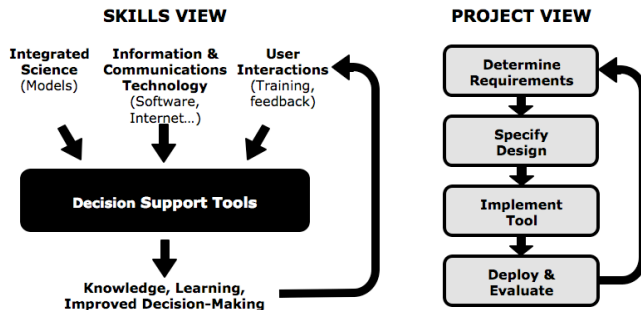 SKILLS VIEW
Integrated
Science
(Models)
Information &
Communications
Technology
(Software,
Internet...)
User
Interactions
(Training,
feedback)
Decision Support Tools
Knowledge, Learning,
Improved Decision-Making
PROJECT VIEW
Determine
Requirements
Specify
Design
Implement
Tool
Deploy &
Evaluate